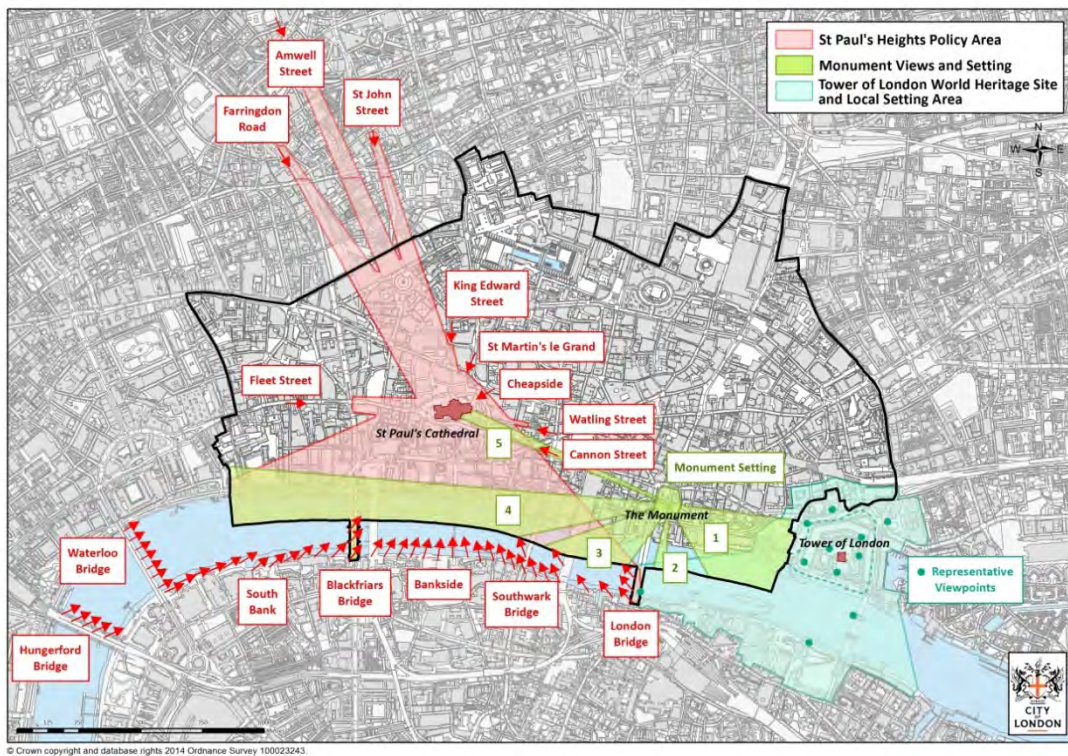 St Paul's Heights Policy Area
Monument Views and Setting
Tower of London World Heritage Site
and Local Setting Area
Amwell
Street
St John
Street
Farringdon
Road
N
W E
S
King Edward
Street
St Martin's le Grand
Fleet Street
Cheapside
St Paul's Cathedral
Watling Street
5
Cannon Street
Monument Setting
4
The Monument
1
Tower of London
3
2
Waterloo
Bridge
South
Bank
Blackfriars
Bridge
Bankside
Southwark
Bridge
London
Bridge
Representative
Viewpoints
Hungerford
Bridge
CITY
OF
LONDON
© Crown copyright and database rights 2014 Ordnance Survey 100023243.